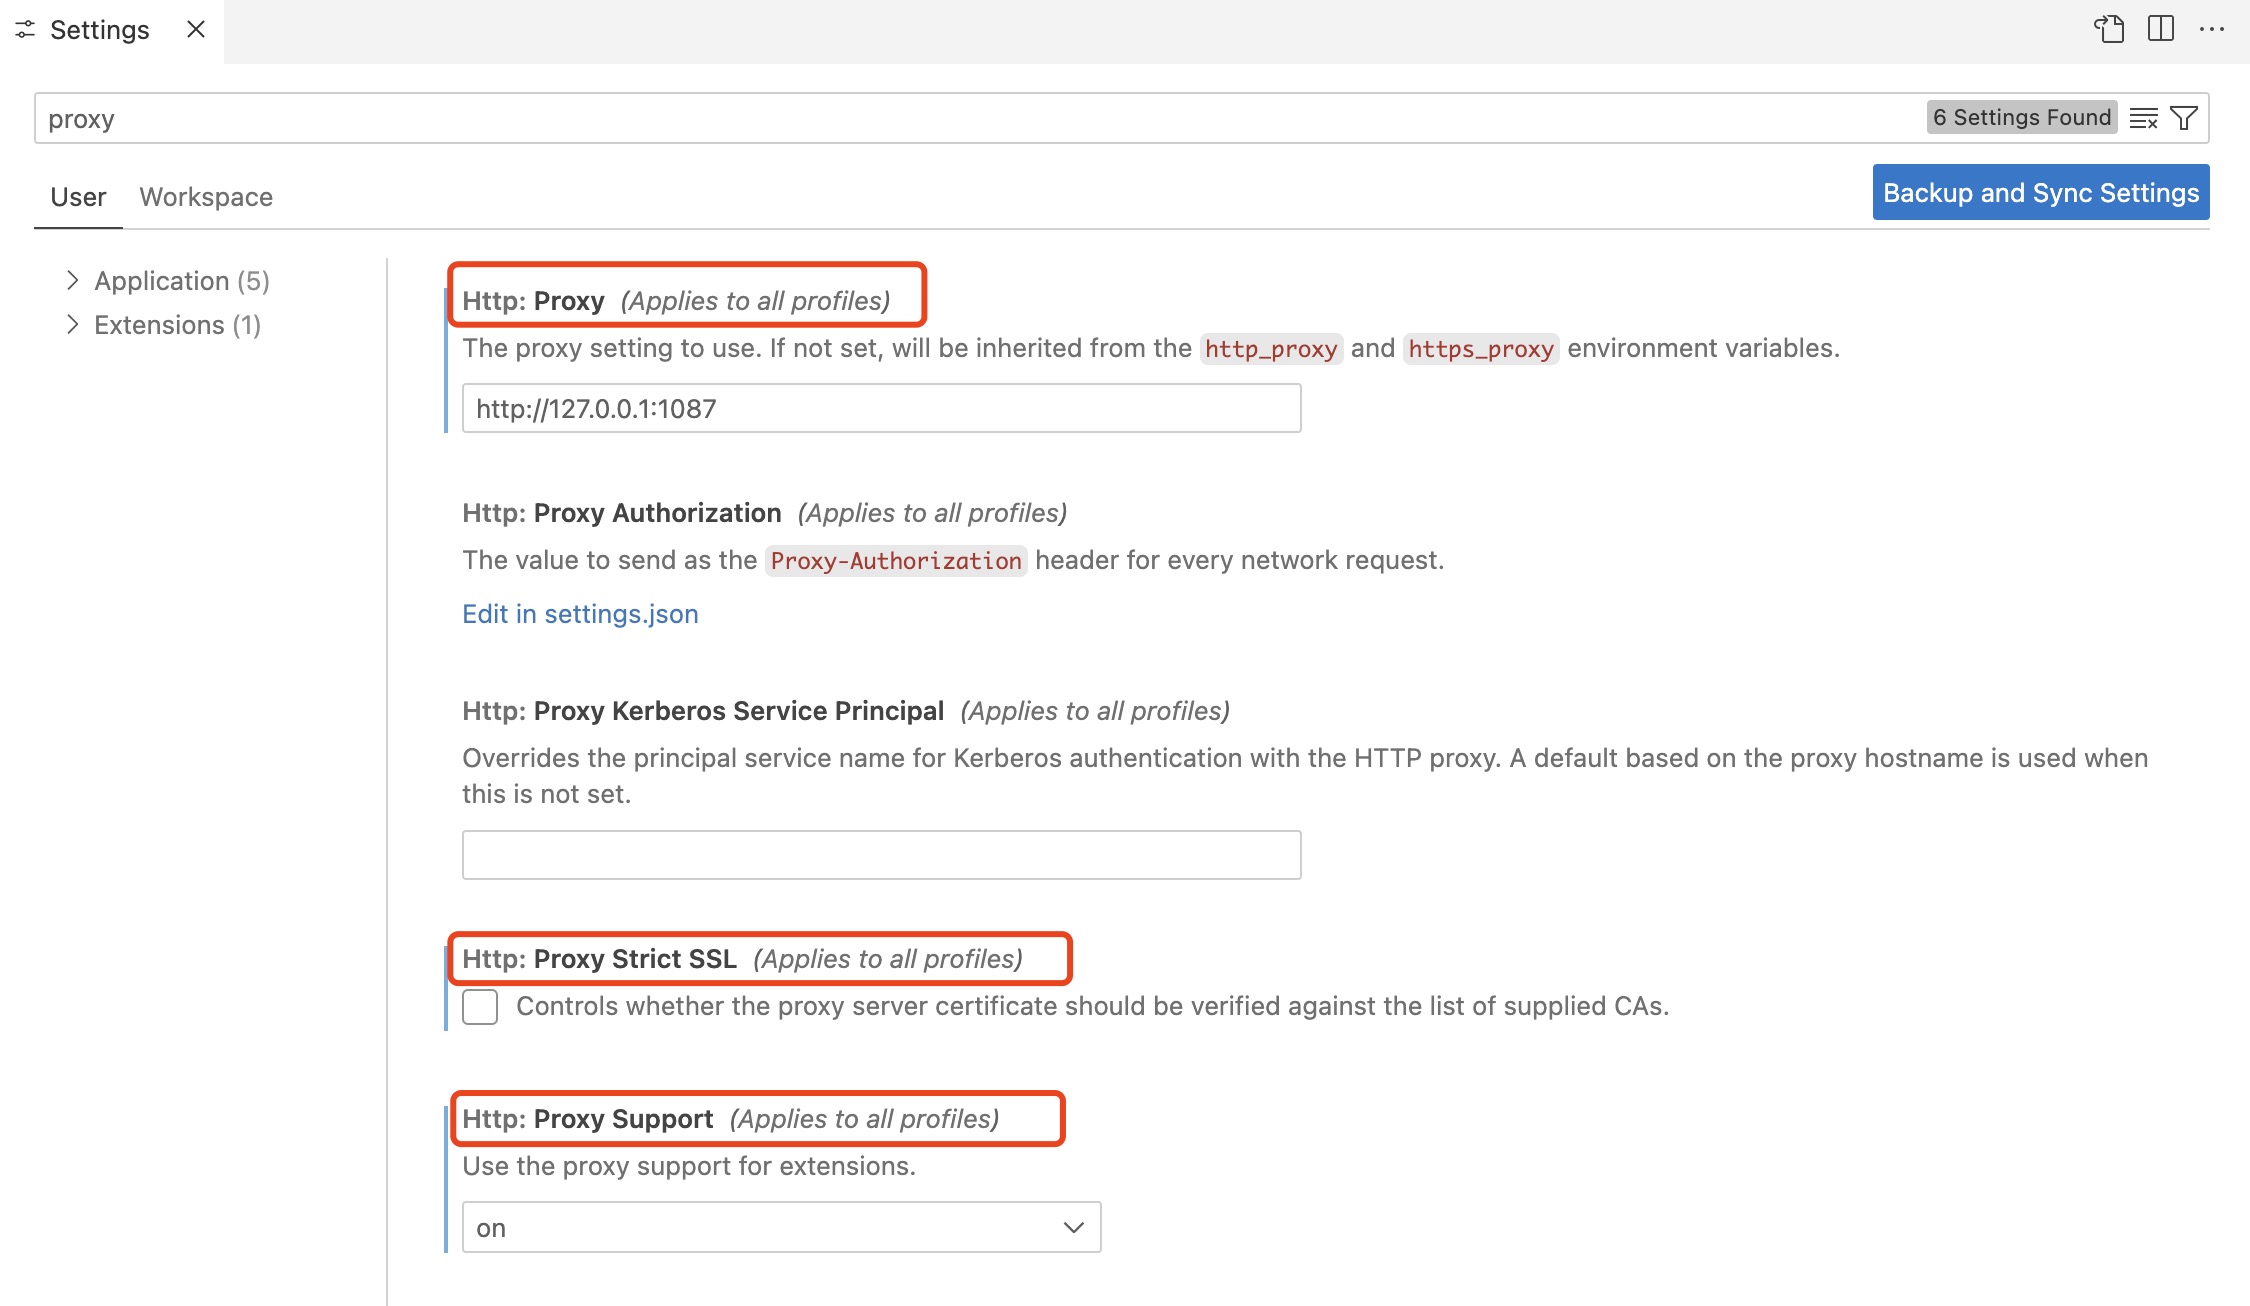 Settings
proxy
6 Settings Found
User Workspace
Backup and Sync Settings
Application (5)
Extensions (1)
Http: Proxy (Applies to all profiles)
The proxy setting to use. If not set, will be inherited from the http_proxy and https_proxy environment variables.
http://127.0.0.1:1087
Http: Proxy Authorization (Applies to all profiles)
The value to send as the Proxy-Authorization header for every network request.
Edit in settings.json
Http: Proxy Kerberos Service Principal (Applies to all profiles)
Overrides the principal service name for Kerberos authentication with the HTTP proxy. A default based on the proxy hostname is used when
this is not set.
Http: Proxy Strict SSL (Applies to all profiles)
Controls whether the proxy server certificate should be verified against the list of supplied CAs.
Http: Proxy Support (Applies to all profiles)
Use the proxy support for extensions.
on